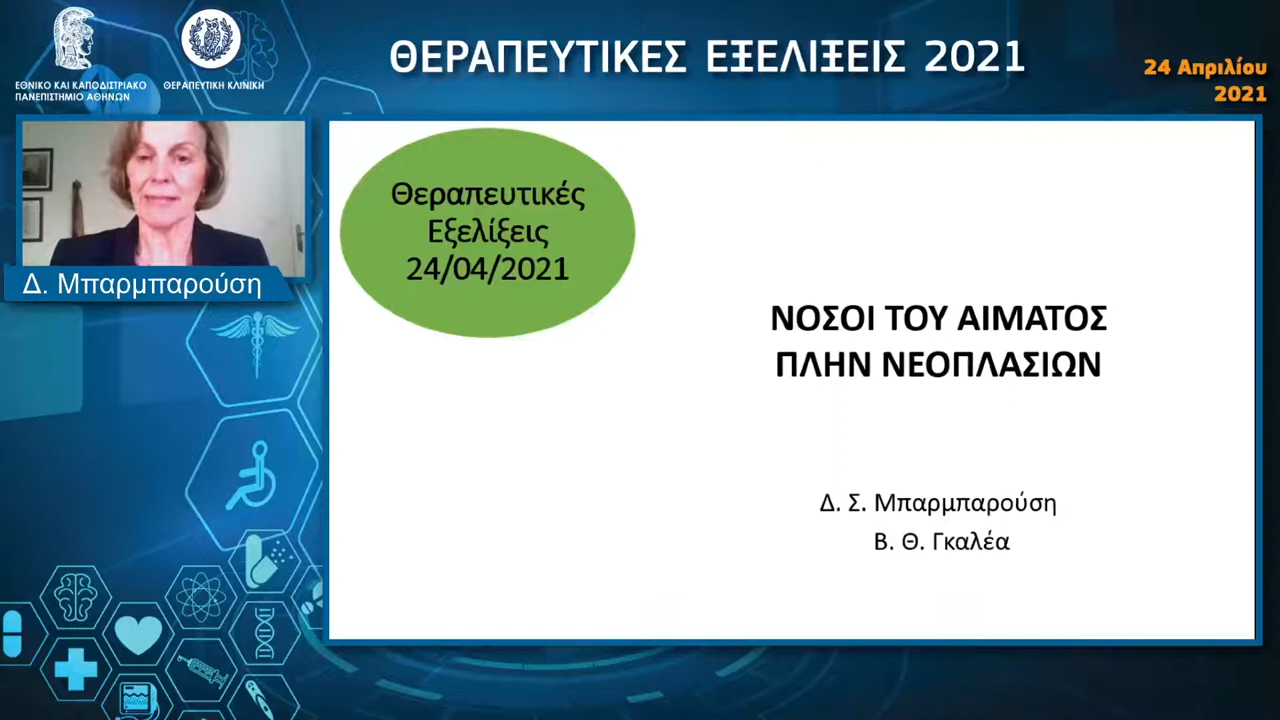 ΕΘΝΙΚΟ ΚΑΙ ΚΑΠΟΔΙΣΤΡΙΑΚΟ
ΠΑΝΕΠΙΣΤΗΜΙΟ ΑΘΗΝΩΝ
ΘΕΡΑΠΕΥΤΙΚΗ ΚΛΙΝΙΚΗ
ΘΕΡΑΠΕΥΤΙΚΕΣ ΕΞΕΛΙΞΕΙΣ 2021
24 Απριλίου
2021
Δ. Μπαρμπαρούση
Θεραπευτικές
Εξελίξεις
24/04/2021
ΝΟΣΟΙ ΤΟΥ ΑΙΜΑΤΟΣ
ΠΛΗΝ ΝΕΟΠΛΑΣΙΩΝ
Δ. Σ. Μπαρμπαρούση
Β. Θ. Γκαλέα